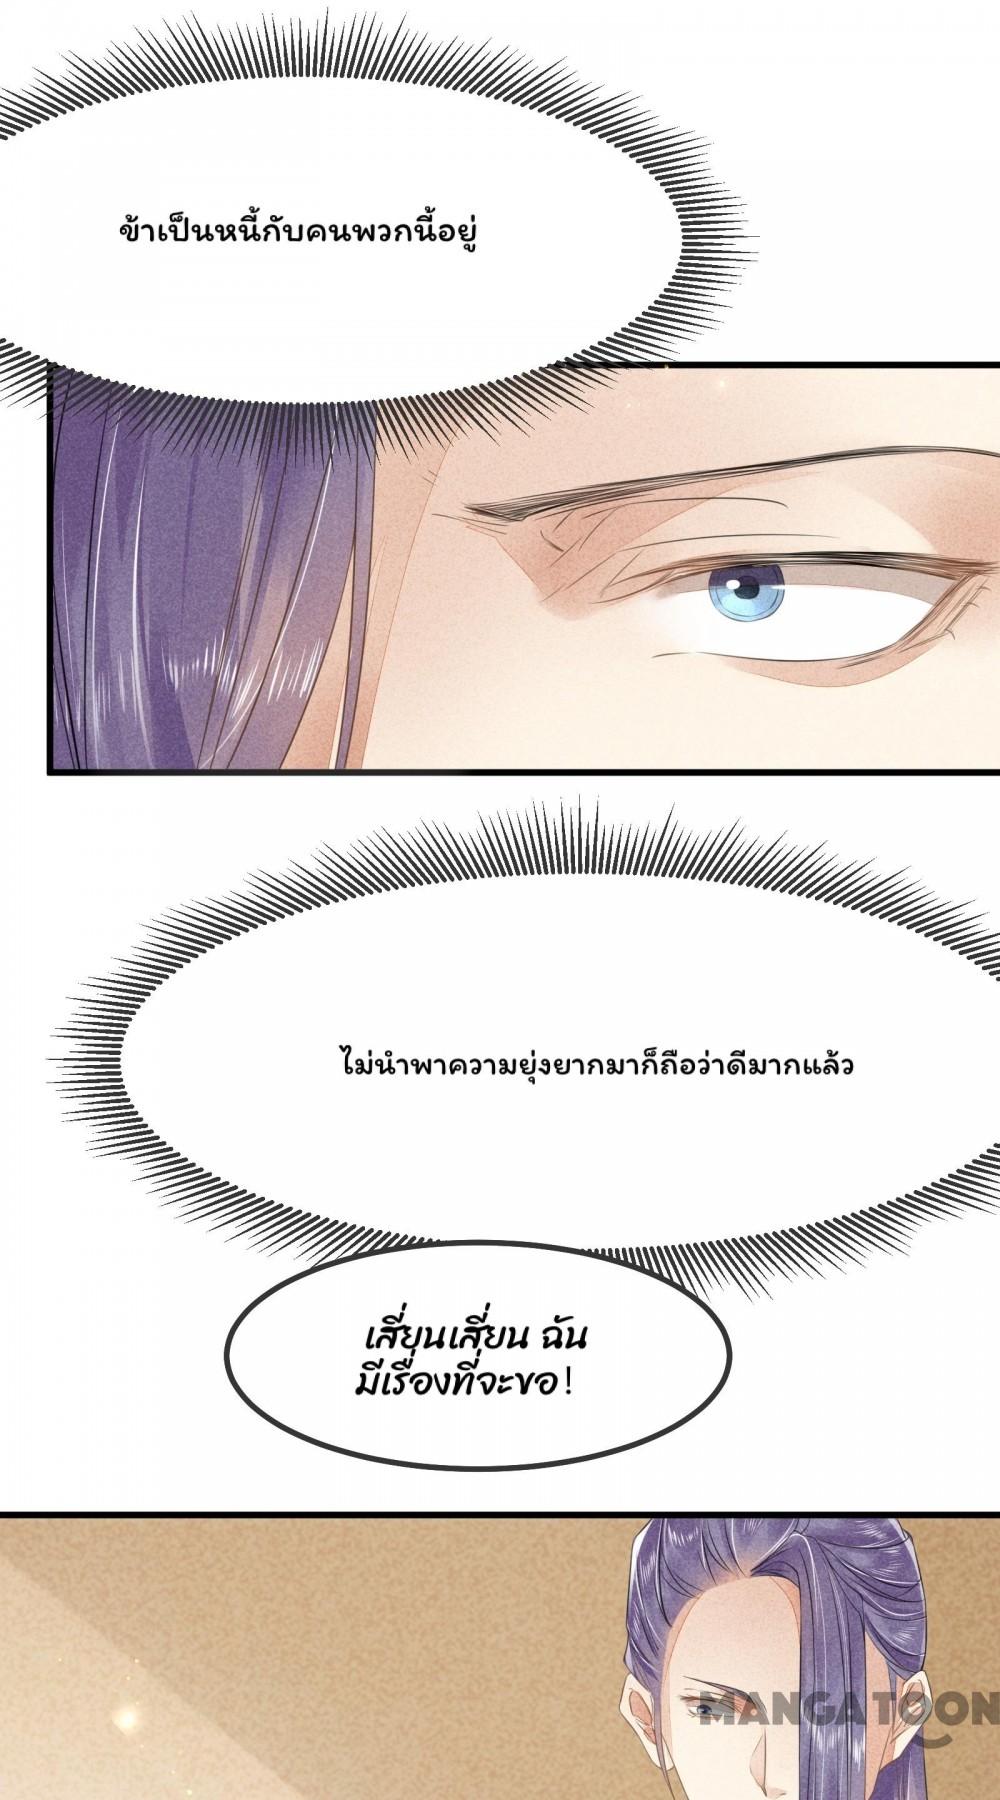 ข้าเป็นหนี้กับคนพวกนี้อยู่
ไม่นำพาความยุ่งยากมาก็ถือว่าดีมากแล้ว
เสี่ยนเสี่ยน ฉัน
มีเรื่องที่จะขอ!
MANGATOON